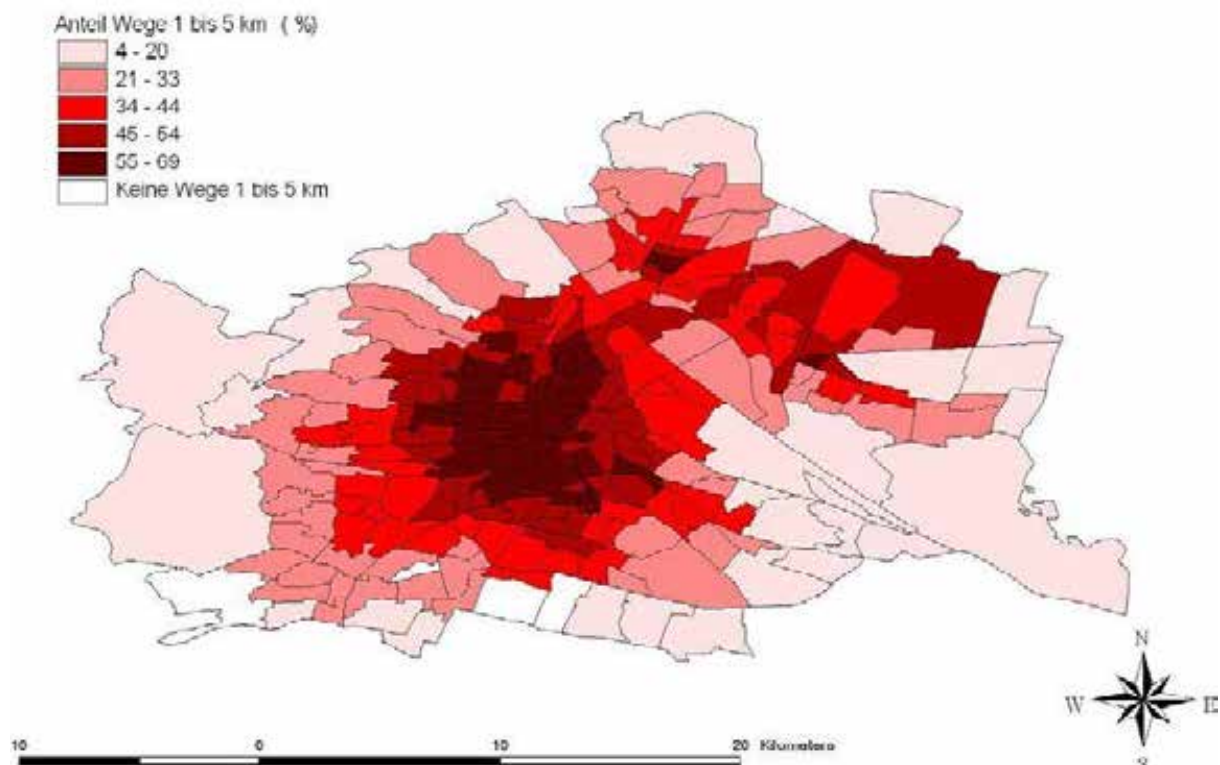 Anteil Wege 1 bis 5 km ( %)
4 - 20
21 - 33
34 - 44
45 - 54
55 - 69
Keine Wege 1 bis 5 km
N
W
E
S
10 0 10 20 Kilometers